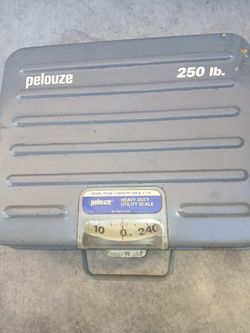 pelouze 250 lb.
pelouze HEAVY DUTY
UTILITY SCALE
10 0 240